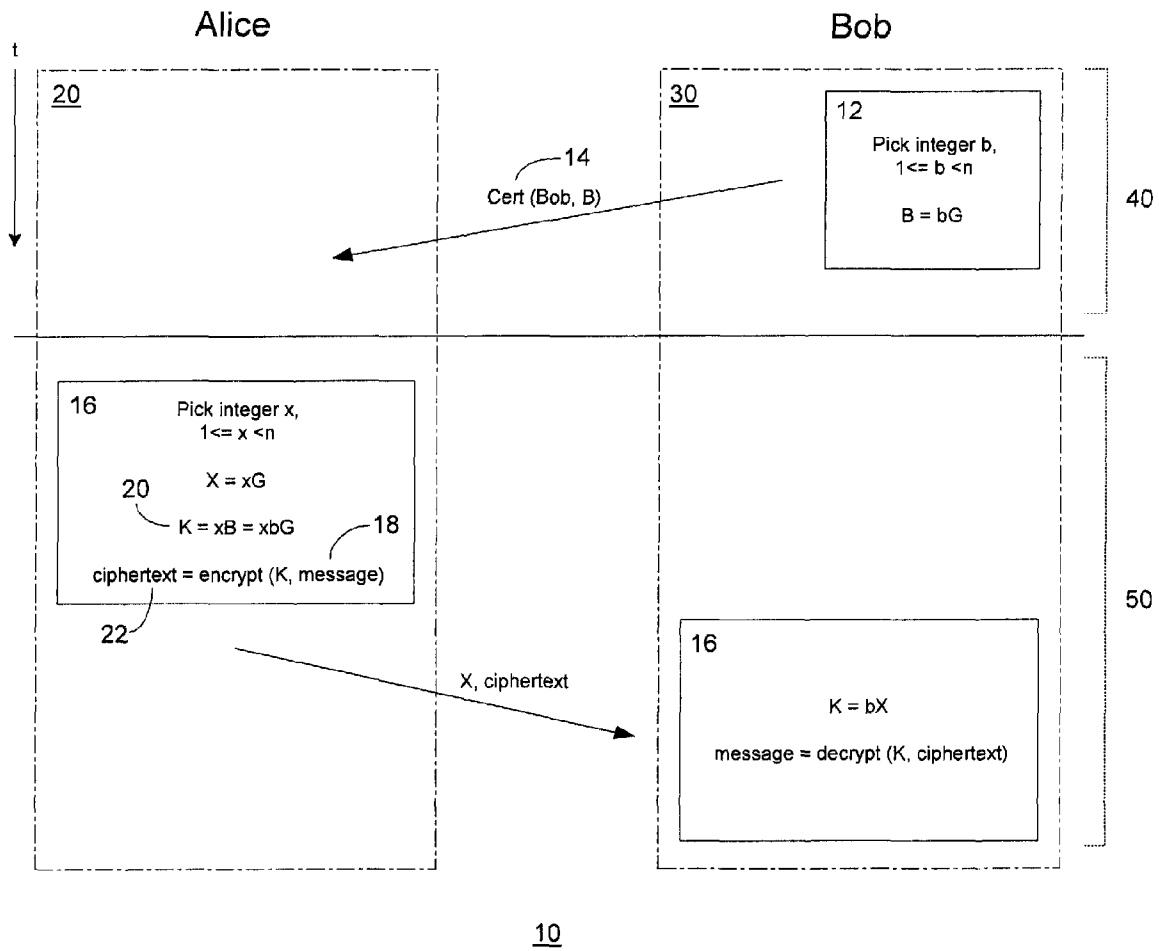 Alice
Bob
t
20
30
12
Pick integer b,
1<= b <n
B = bG
14
Cert (Bob, B)
40
16
Pick integer x,
1<= x <n
X = xG
20
K = xB = xbG
18
ciphertext = encrypt (K, message)
22
50
X, ciphertext
16
K = bX
message = decrypt (K, ciphertext)
10